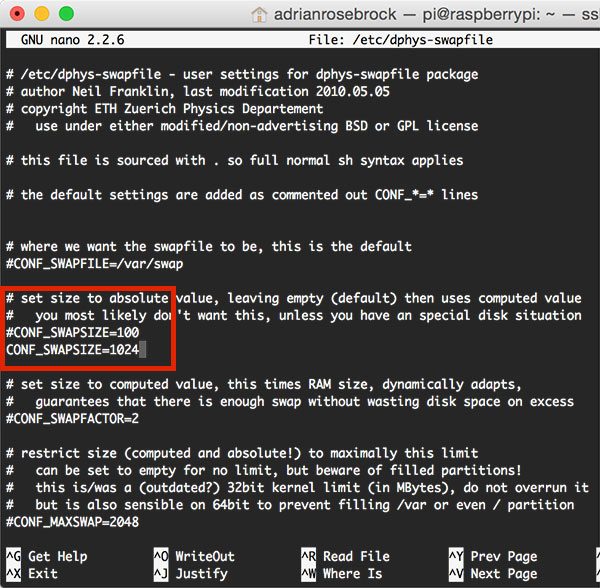 adrianrosebrock — pi@raspberrypi: ~ — ss
GNU nano 2.2.6 File: /etc/dphys-swapfile
# /etc/dphys-swapfile - user settings for dphys-swapfile package
# author Neil Franklin, last modification 2010.05.05
# copyright ETH Zuerich Physics Departement
#   use under either modified/non-advertising BSD or GPL license
# this file is sourced with . so full normal sh syntax applies
# the default settings are added as commented out CONF_*=* lines
# where we want the swapfile to be, this is the default
#CONF_SWAPFILE=/var/swap
# set size to absolute value, leaving empty (default) then uses computed value
#   you most likely don't want this, unless you have an special disk situation
#CONF_SWAPSIZE=100
CONF_SWAPSIZE=1024
# set size to computed value, this times RAM size, dynamically adapts,
#   guarantees that there is enough swap without wasting disk space on excess
#CONF_SWAPFACTOR=2
# restrict size (computed and absolute!) to maximally this limit
#   can be set to empty for no limit, but beware of filled partitions!
#   this is/was a (outdated?) 32bit kernel limit (in MBytes), do not overrun it
#   but is also sensible on 64bit to prevent filling /var or even / partition
#CONF_MAXSWAP=2048
^G Get Help ^O WriteOut ^R Read File ^Y Prev Page
^X Exit ^J Justify ^W Where Is ^V Next Page